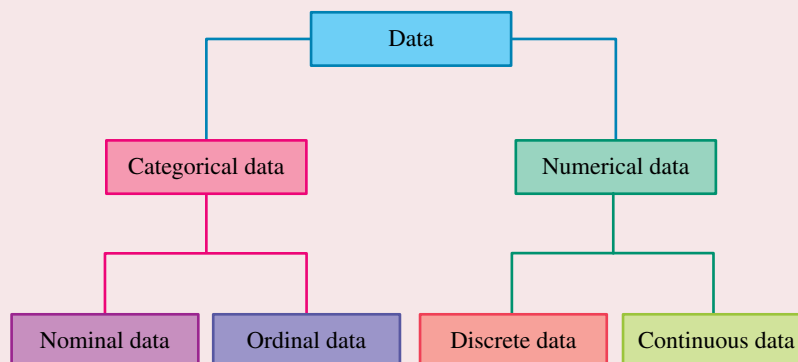 Data
Categorical data
Numerical data
Nominal data
Ordinal data
Discrete data
Continuous data